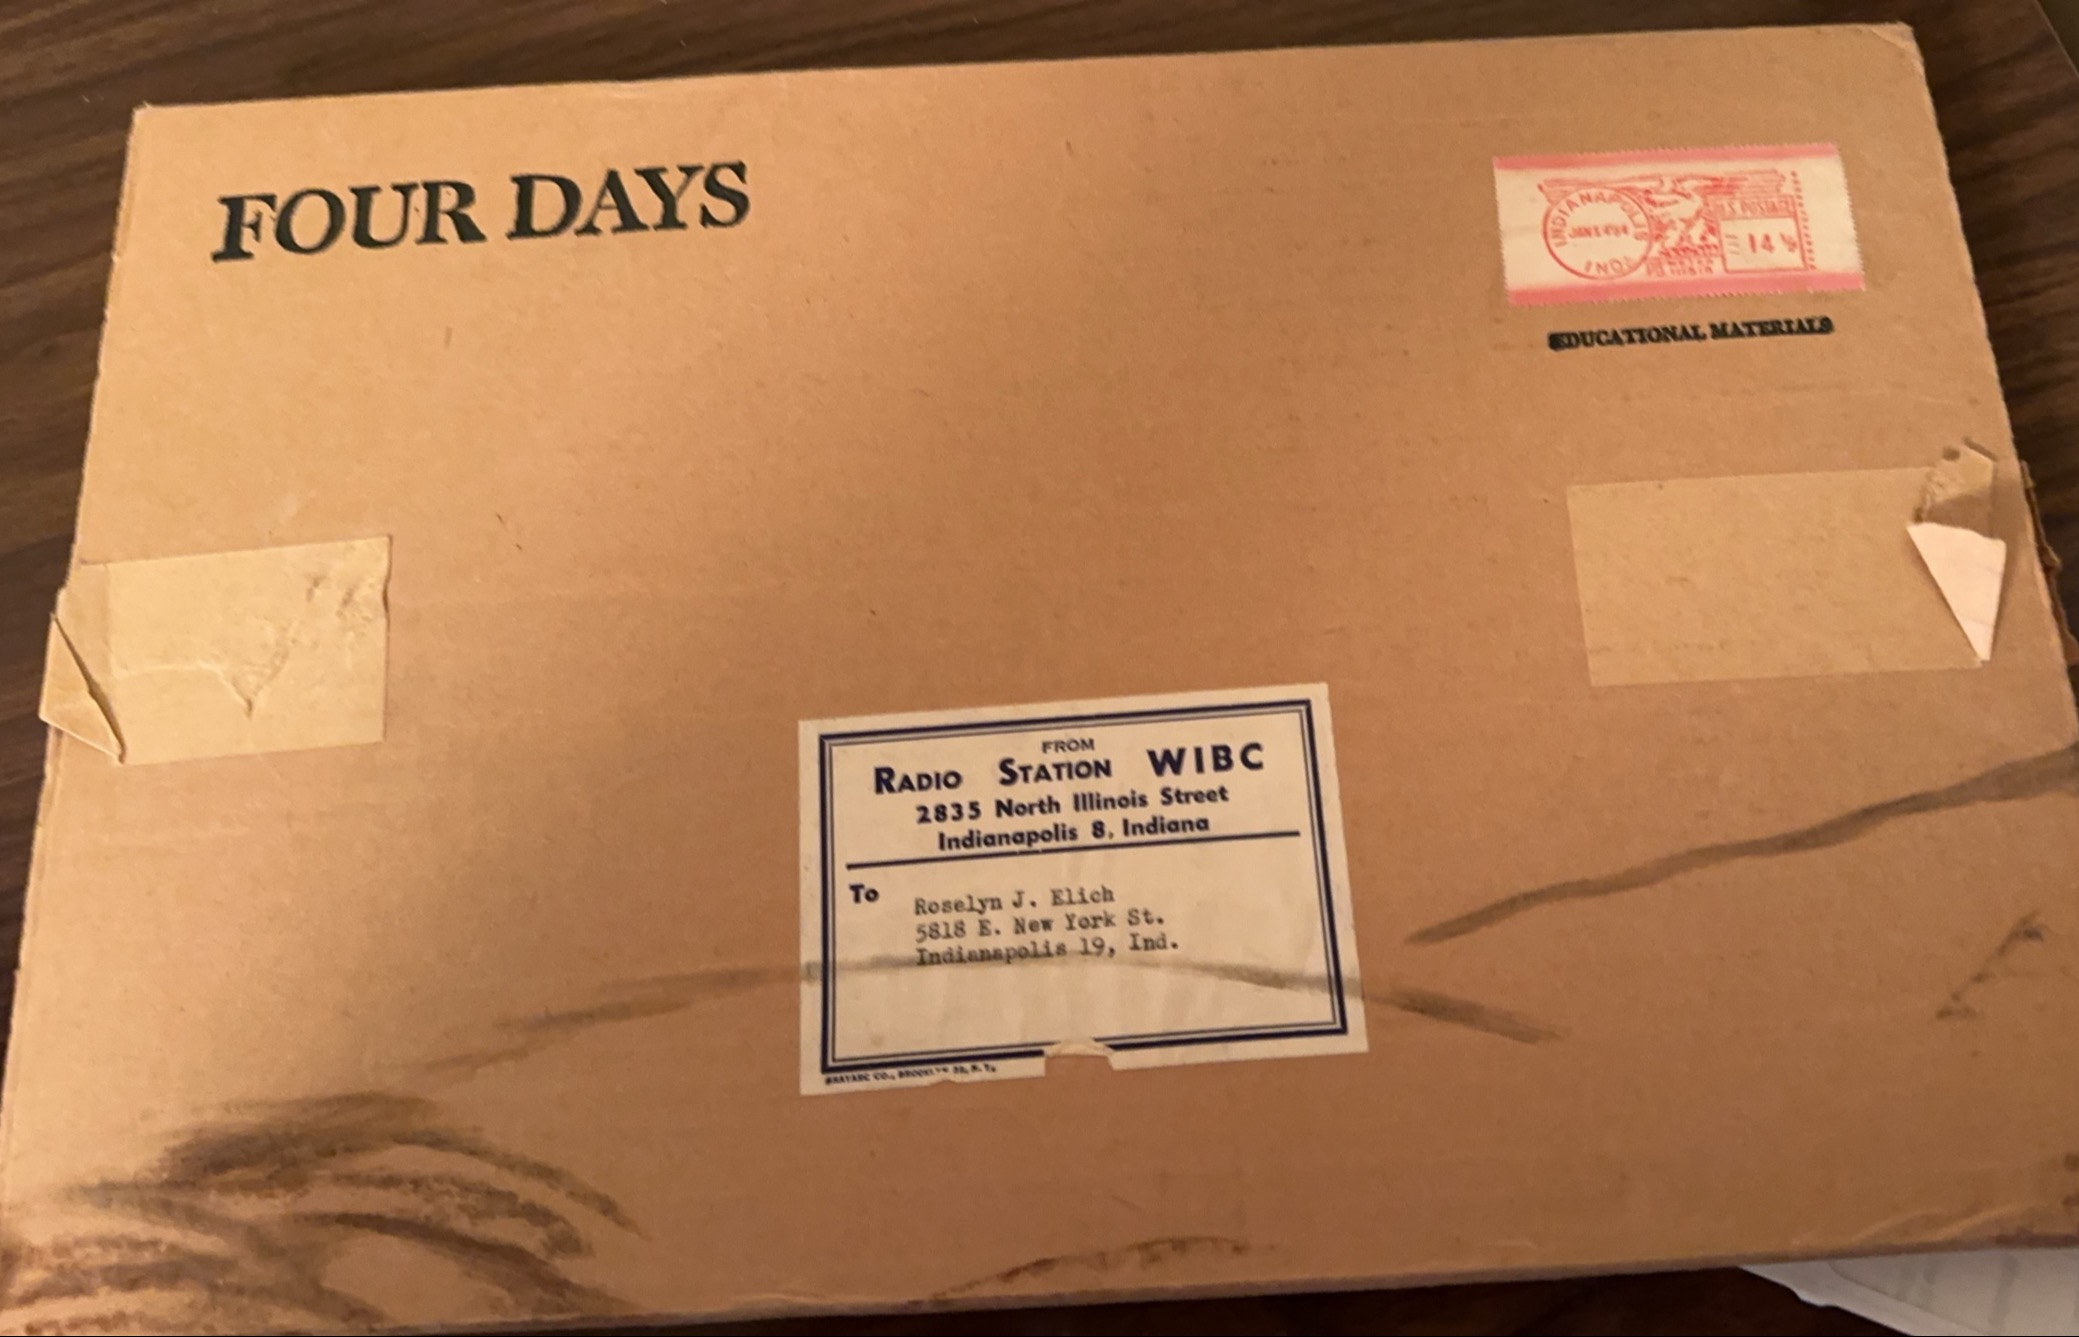 FOUR DAYS
INDIANAPOLIS
IND.
U.S. POSTAGE
14
EDUCATIONAL MATERIALS
FROM
RADIO STATION WIBC
2835 North Illinois Street
Indianapolis 8, Indiana
To
Roselyn J. Elich
5818 E. New York St.
Indianapolis 19, Ind.
CO., N. Y.